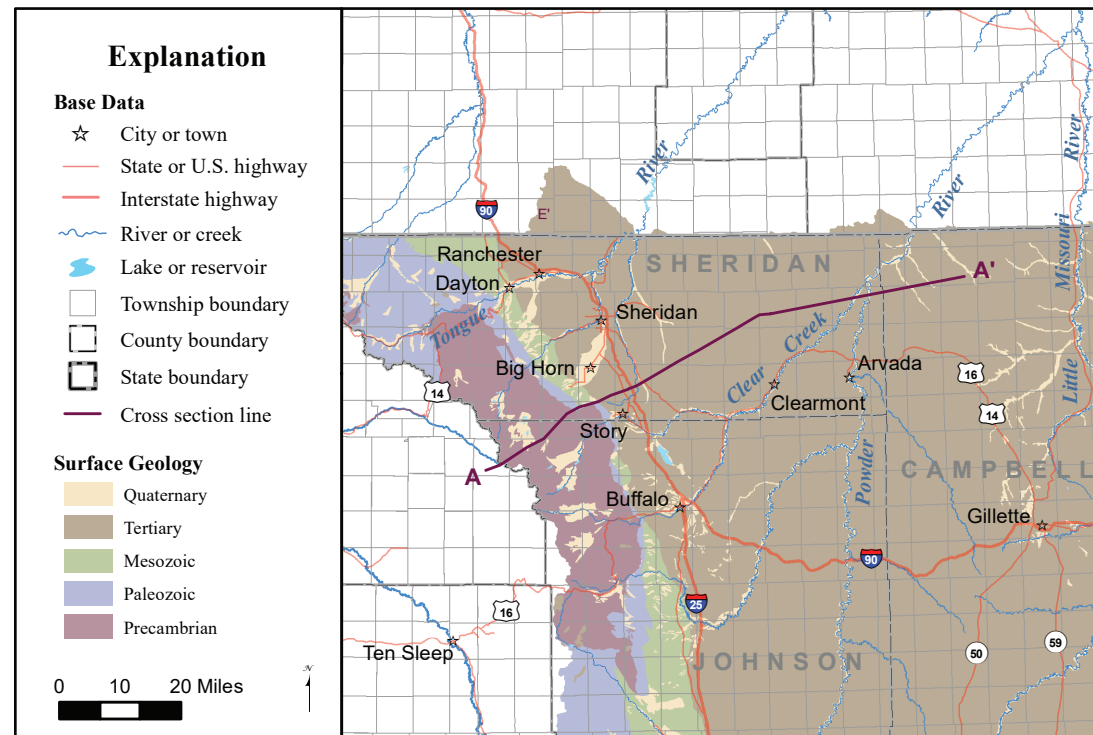 Explanation
Base Data
City or town
State or U.S. highway
Interstate highway
River or creek
Lake or reservoir
Township boundary
County boundary
State boundary
Cross section line
Surface Geology
Quaternary
Tertiary
Mesozoic
Paleozoic
Precambrian
0 10 20 Miles
N
River
River
River
90
E'
Missouri
Ranchester
SHERIDAN
A'
Dayton
Tongue
Sheridan
Creek
Big Horn
Clear
Arvada
16
Little
14
Clearmont
14
Story
A
Powder
CAMPBELL
Buffalo
Gillette
90
25
16
Ten Sleep
JOHNSON
50
59